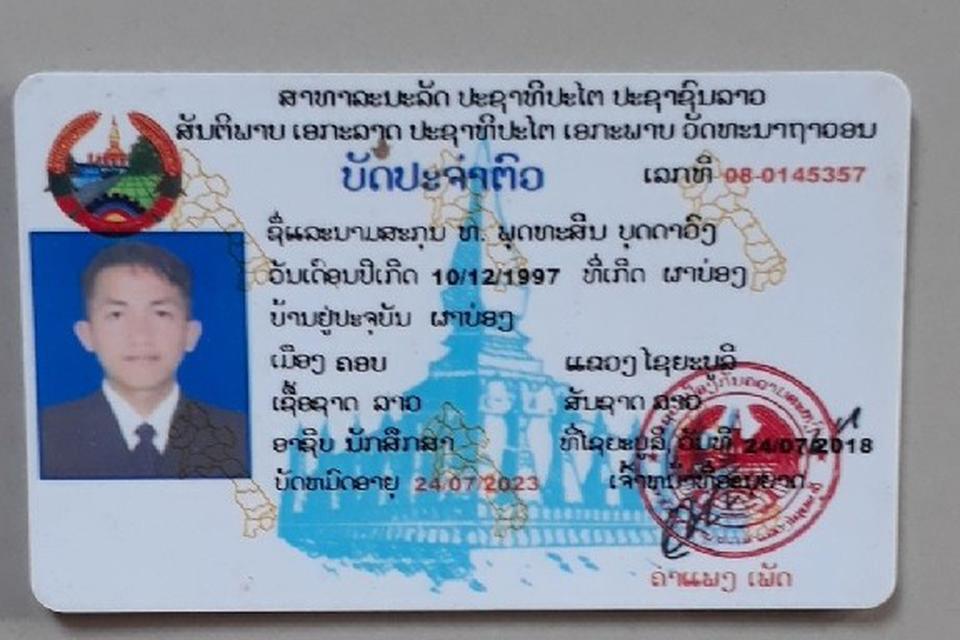 ສາທາລະນະລັດ ປະຊາທິປະໄຕ ປະຊາຊົນລາວ
ສັນຕິພາບ ເອກະລາດ ປະຊາທິປະໄຕ ເອກະພາບ ວັດທະນາຖາວອນ
ບັດປະຈຳຕົວ ເລກທີ 08-0145357
ຊື່ແລະນາມສະກຸນ ທ. ພຸດທະສິນ ບຸດດາວົງ
ວັນເດືອນປີເກີດ 10/12/1997 ທີ່ເກີດ ຜາບ່ອງ
ບ້ານຢູ່ປະຈຸບັນ ຜາບ່ອງ
ເມືອງ ຄອບ ແຂວງ ໄຊຍະບູລີ
ເຊື້ອຊາດ ລາວ ສັນຊາດ ລາວ
ອາຊີບ ນັກສຶກສາ ທີ່ໄຊຍະບູລີ, ວັນທີ 24/07/2018
ບັດຫມົດອາຍຸ 24/07/2023 ເຈົ້າຫນ້າທີ່ອະນຸຍາດ
ຄຳແພງ ເພັດ